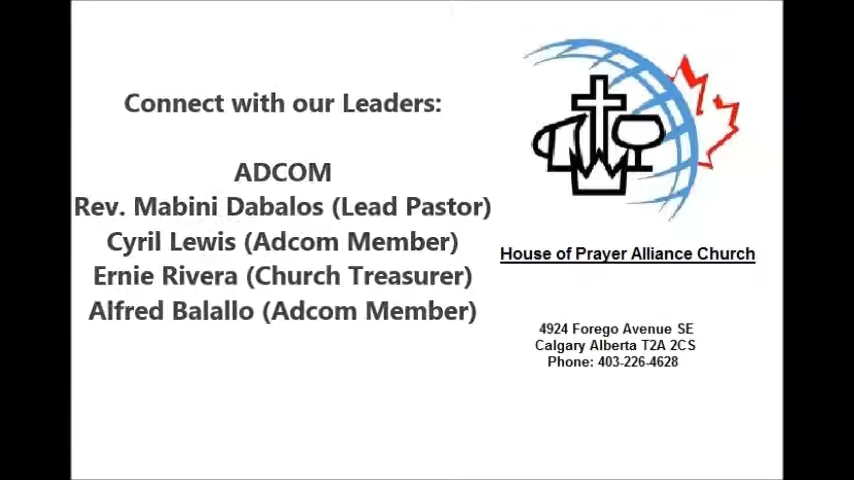 Connect with our Leaders:
ADCOM
Rev. Mabini Dabalos (Lead Pastor)
Cyril Lewis (Adcom Member)
Ernie Rivera (Church Treasurer)
Alfred Balallo (Adcom Member)
House of Prayer Alliance Church
4924 Forego Avenue SE
Calgary Alberta T2A 2CS
Phone: 403-226-4628